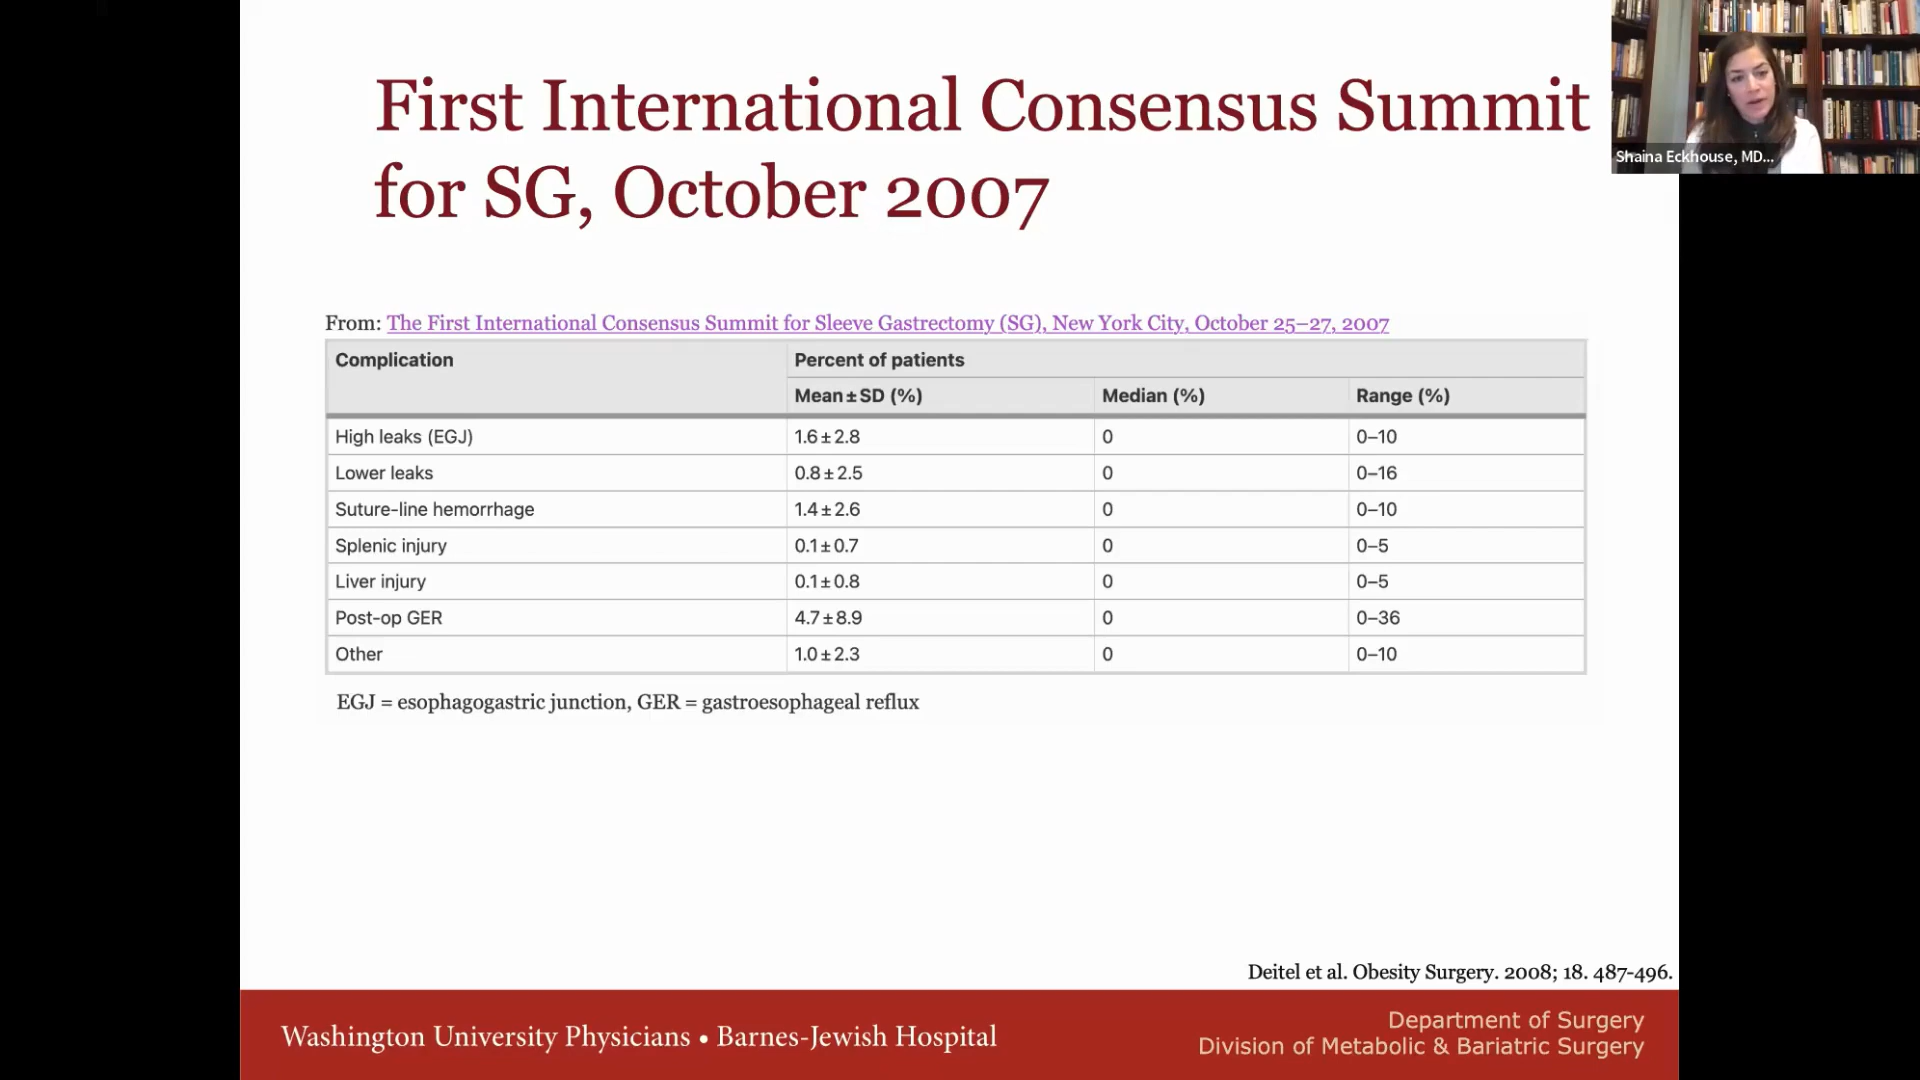 First International Consensus Summit
for SG, October 2007
Shaina Eckhouse, MD...
From: The First International Consensus Summit for Sleeve Gastrectomy (SG), New York City, October 25–27, 2007
Complication Percent of patients
Mean ± SD (%) Median (%) Range (%)
High leaks (EGJ) 1.6 ± 2.8 0 0–10
Lower leaks 0.8 ± 2.5 0 0–16
Suture-line hemorrhage 1.4 ± 2.6 0 0–10
Splenic injury 0.1 ± 0.7 0 0–5
Liver injury 0.1 ± 0.8 0 0–5
Post-op GER 4.7 ± 8.9 0 0–36
Other 1.0 ± 2.3 0 0–10
EGJ = esophagogastric junction, GER = gastroesophageal reflux
Deitel et al. Obesity Surgery. 2008; 18. 487-496.
Washington University Physicians • Barnes-Jewish Hospital
Department of Surgery
Division of Metabolic & Bariatric Surgery